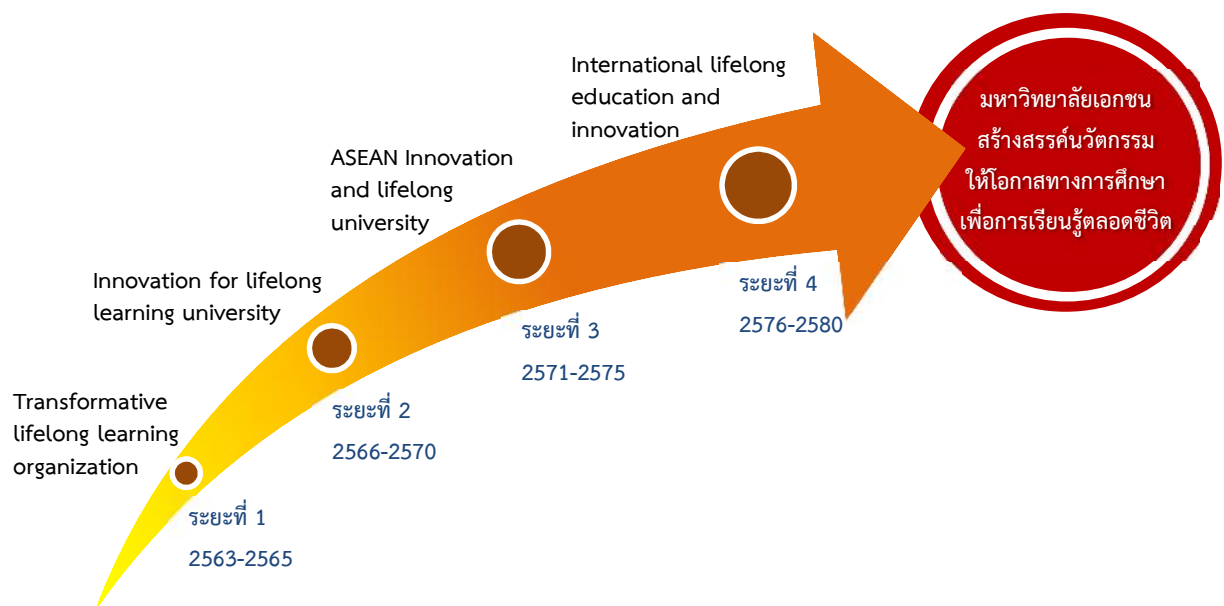 International lifelong
education and
innovation
มหาวิทยาลัยเอกชน
สร้างสรรค์นวัตกรรม
ให้โอกาสทางการศึกษา
เพื่อการเรียนรู้ตลอดชีวิต
ASEAN Innovation
and lifelong
university
Innovation for lifelong
learning university
Transformative
lifelong learning
organization
ระยะที่ 4
2576-2580
ระยะที่ 3
2571-2575
ระยะที่ 2
2566-2570
ระยะที่ 1
2563-2565